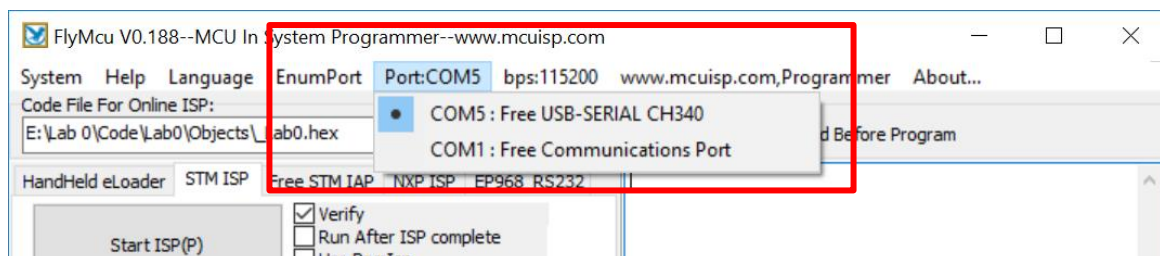 FlyMcu V0.188--MCU In System Programmer--www.mcuisp.com
System Help Language EnumPort Port:COM5 bps:115200 www.mcuisp.com,Programmer About...
Code File For Online ISP:
E:\Lab 0\Code\Lab0\Objects\_Lab0.hex
COM5 : Free USB-SERIAL CH340
Before Program
COM1 : Free Communications Port
HandHeld eLoader STM ISP Free STM IAP NXP ISP EP968_RS232
Verify
Start ISP(P)
Run After ISP complete